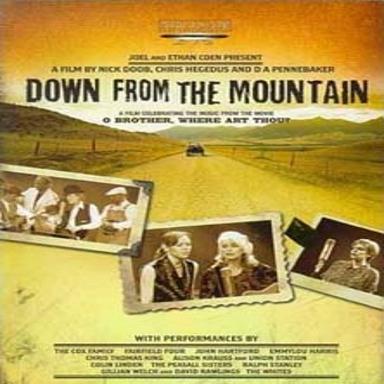 JOEL AND ETHAN COEN PRESENT
A FILM BY NICK DOOB, CHRIS HEGEDUS AND D A PENNEBAKER
DOWN FROM THE MOUNTAIN
A FILM CELEBRATING THE MUSIC FROM THE MOVIE
O BROTHER, WHERE ART THOU?
WITH PERFORMANCES BY
THE COX FAMILY FAIRFIELD FOUR JOHN HARTFORD EMMYLOU HARRIS
CHRIS THOMAS KING ALISON KRAUSS AND UNION STATION
COLIN LINDEN THE PEASALL SISTERS RALPH STANLEY
GILLIAN WELCH AND DAVID RAWLINGS THE WHITES